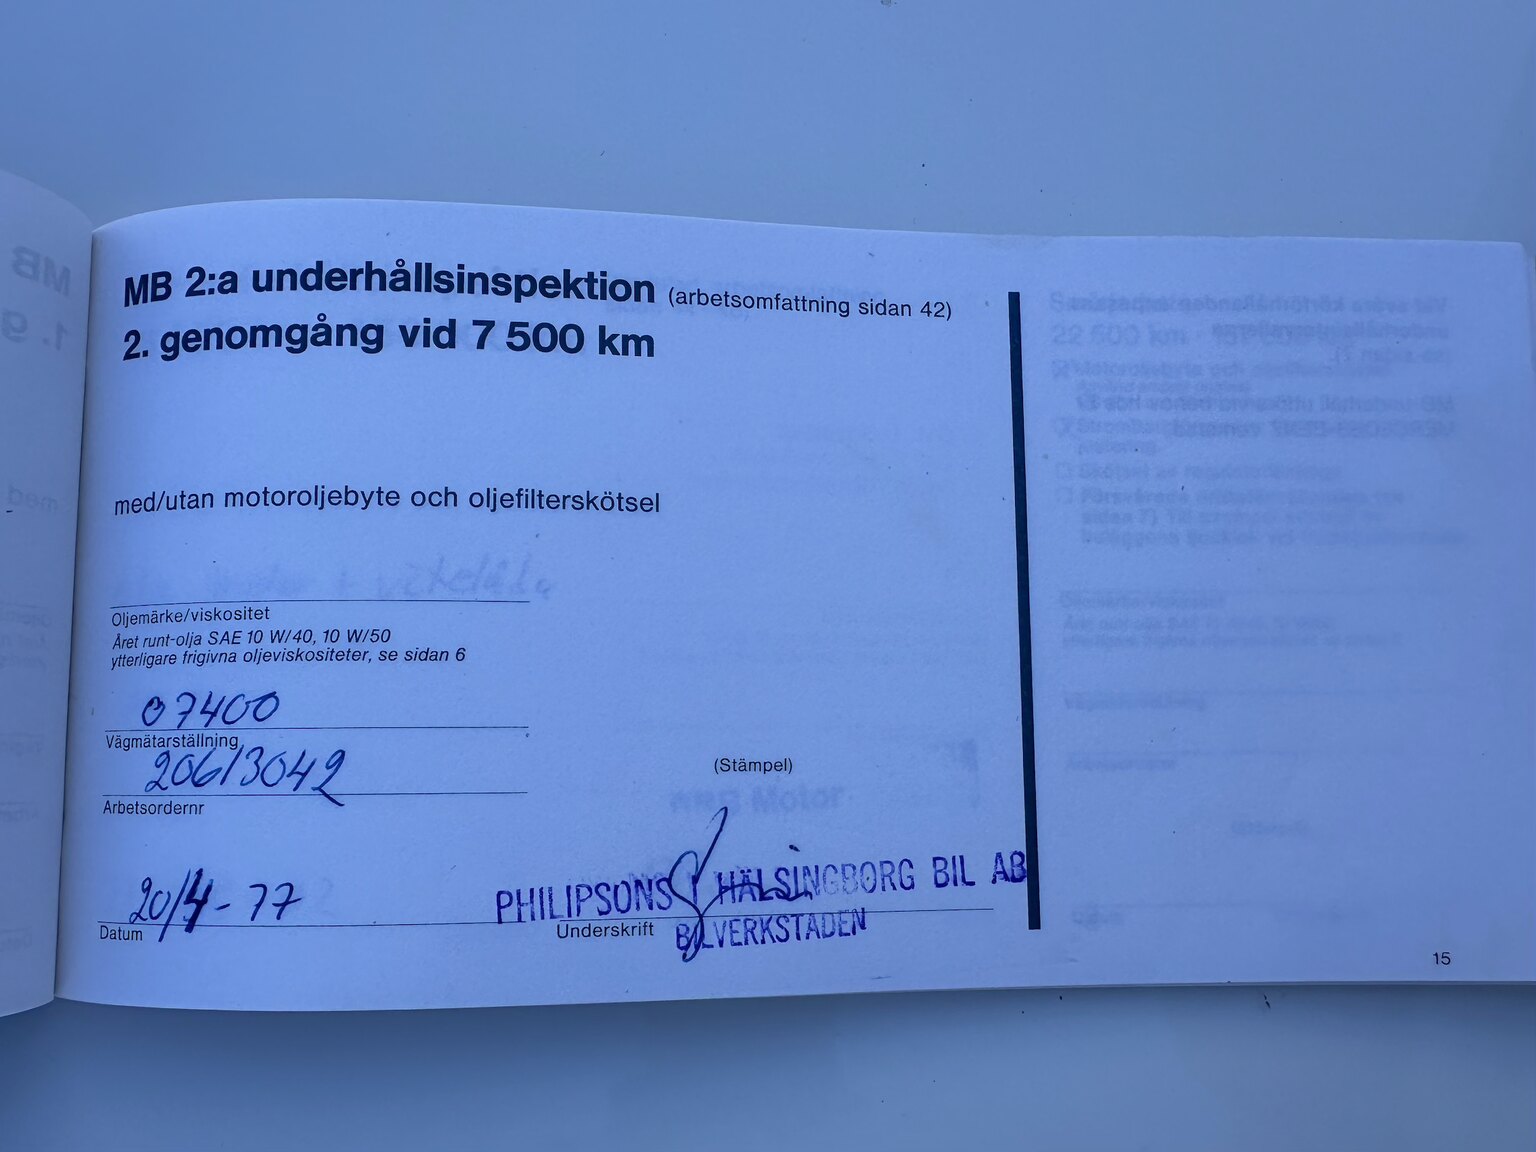 MB 2:a underhållsinspektion (arbetsomfattning sidan 42)
2. genomgång vid 7 500 km
med/utan motoroljebyte och oljefilterskötsel
Oljemärke/viskositet
Året runt-olja SAE 10 W/40, 10 W/50
ytterligare frigivna oljeviskositeter, se sidan 6
07400
Vägmätarställning
20613042
Arbetsordernr
(Stämpel)
20/4-77
PHILIPSONS I HÄLSINGBORG BIL AB
Datum
Underskrift
BILVERKSTADEN
15